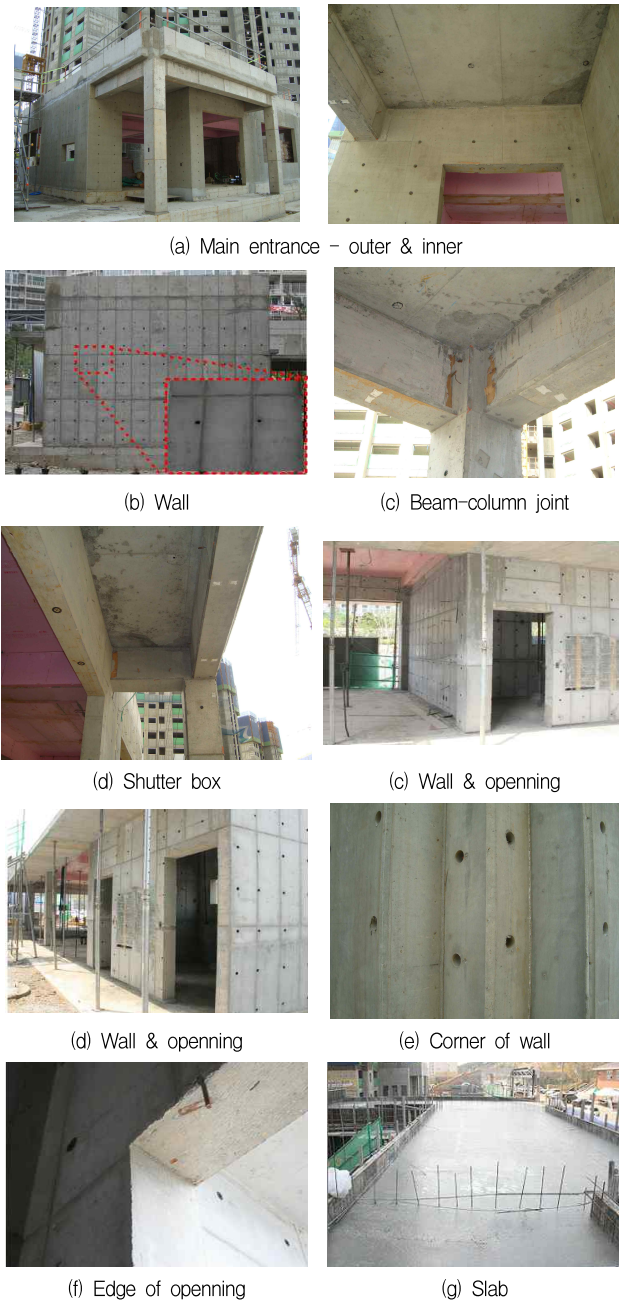 (a) Main entrance - outer & inner
(b) Wall
(c) Beam-column joint
(d) Shutter box
(c) Wall & openning
(d) Wall & openning
(e) Corner of wall
(f) Edge of openning
(g) Slab